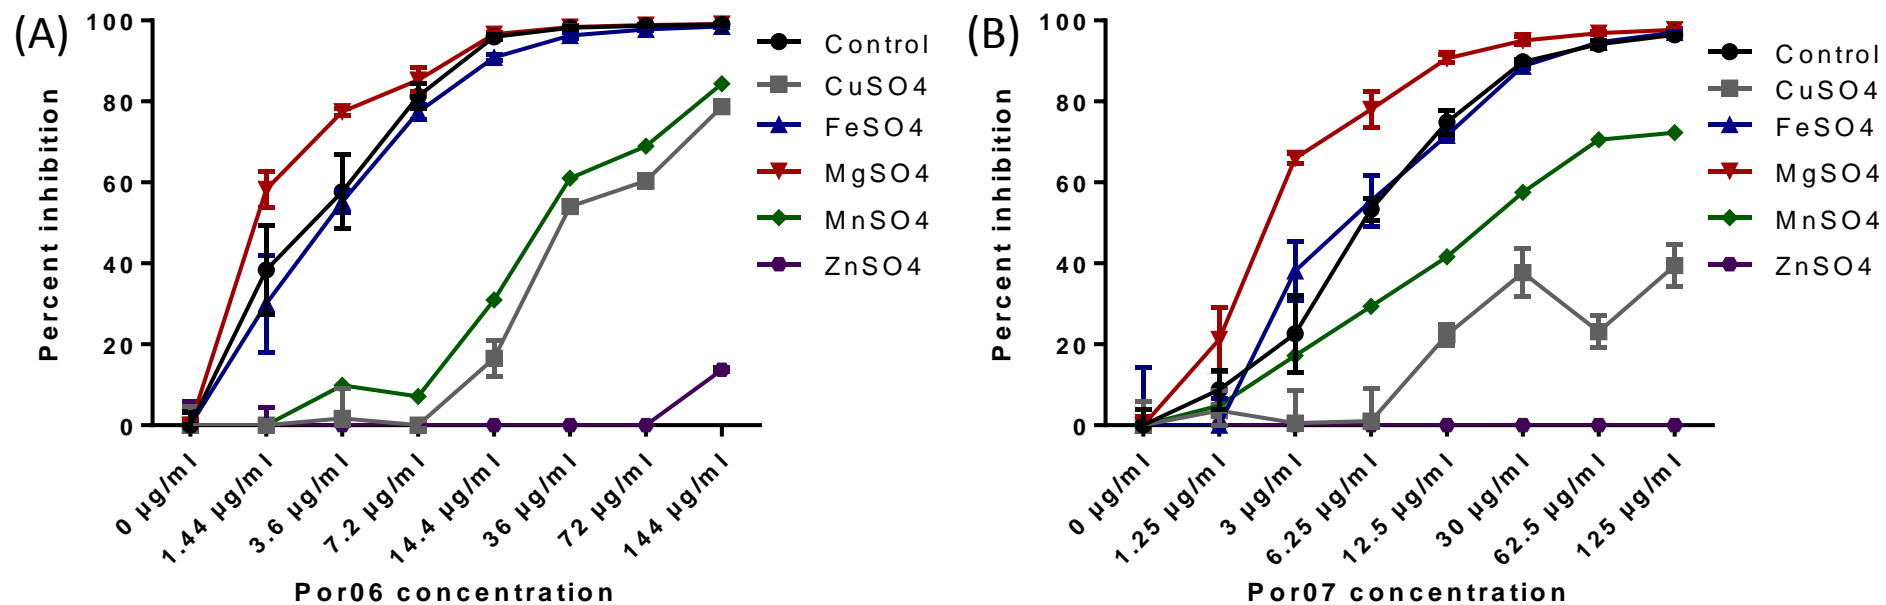 (A)
Percent inhibition
100
80
60
40
20
0
0 µg/ml
1.44 µg/ml
3.6 µg/ml
7.2 µg/ml
14.4 µg/ml
36 µg/ml
72 µg/ml
144 µg/ml
Por06 concentration
Control
CuSO4
FeSO4
MgSO4
MnSO4
ZnSO4
(B)
Percent inhibition
100
80
60
40
20
0
0 µg/ml
1.25 µg/ml
3 µg/ml
6.25 µg/ml
12.5 µg/ml
30 µg/ml
62.5 µg/ml
125 µg/ml
Por07 concentration
Control
CuSO4
FeSO4
MgSO4
MnSO4
ZnSO4